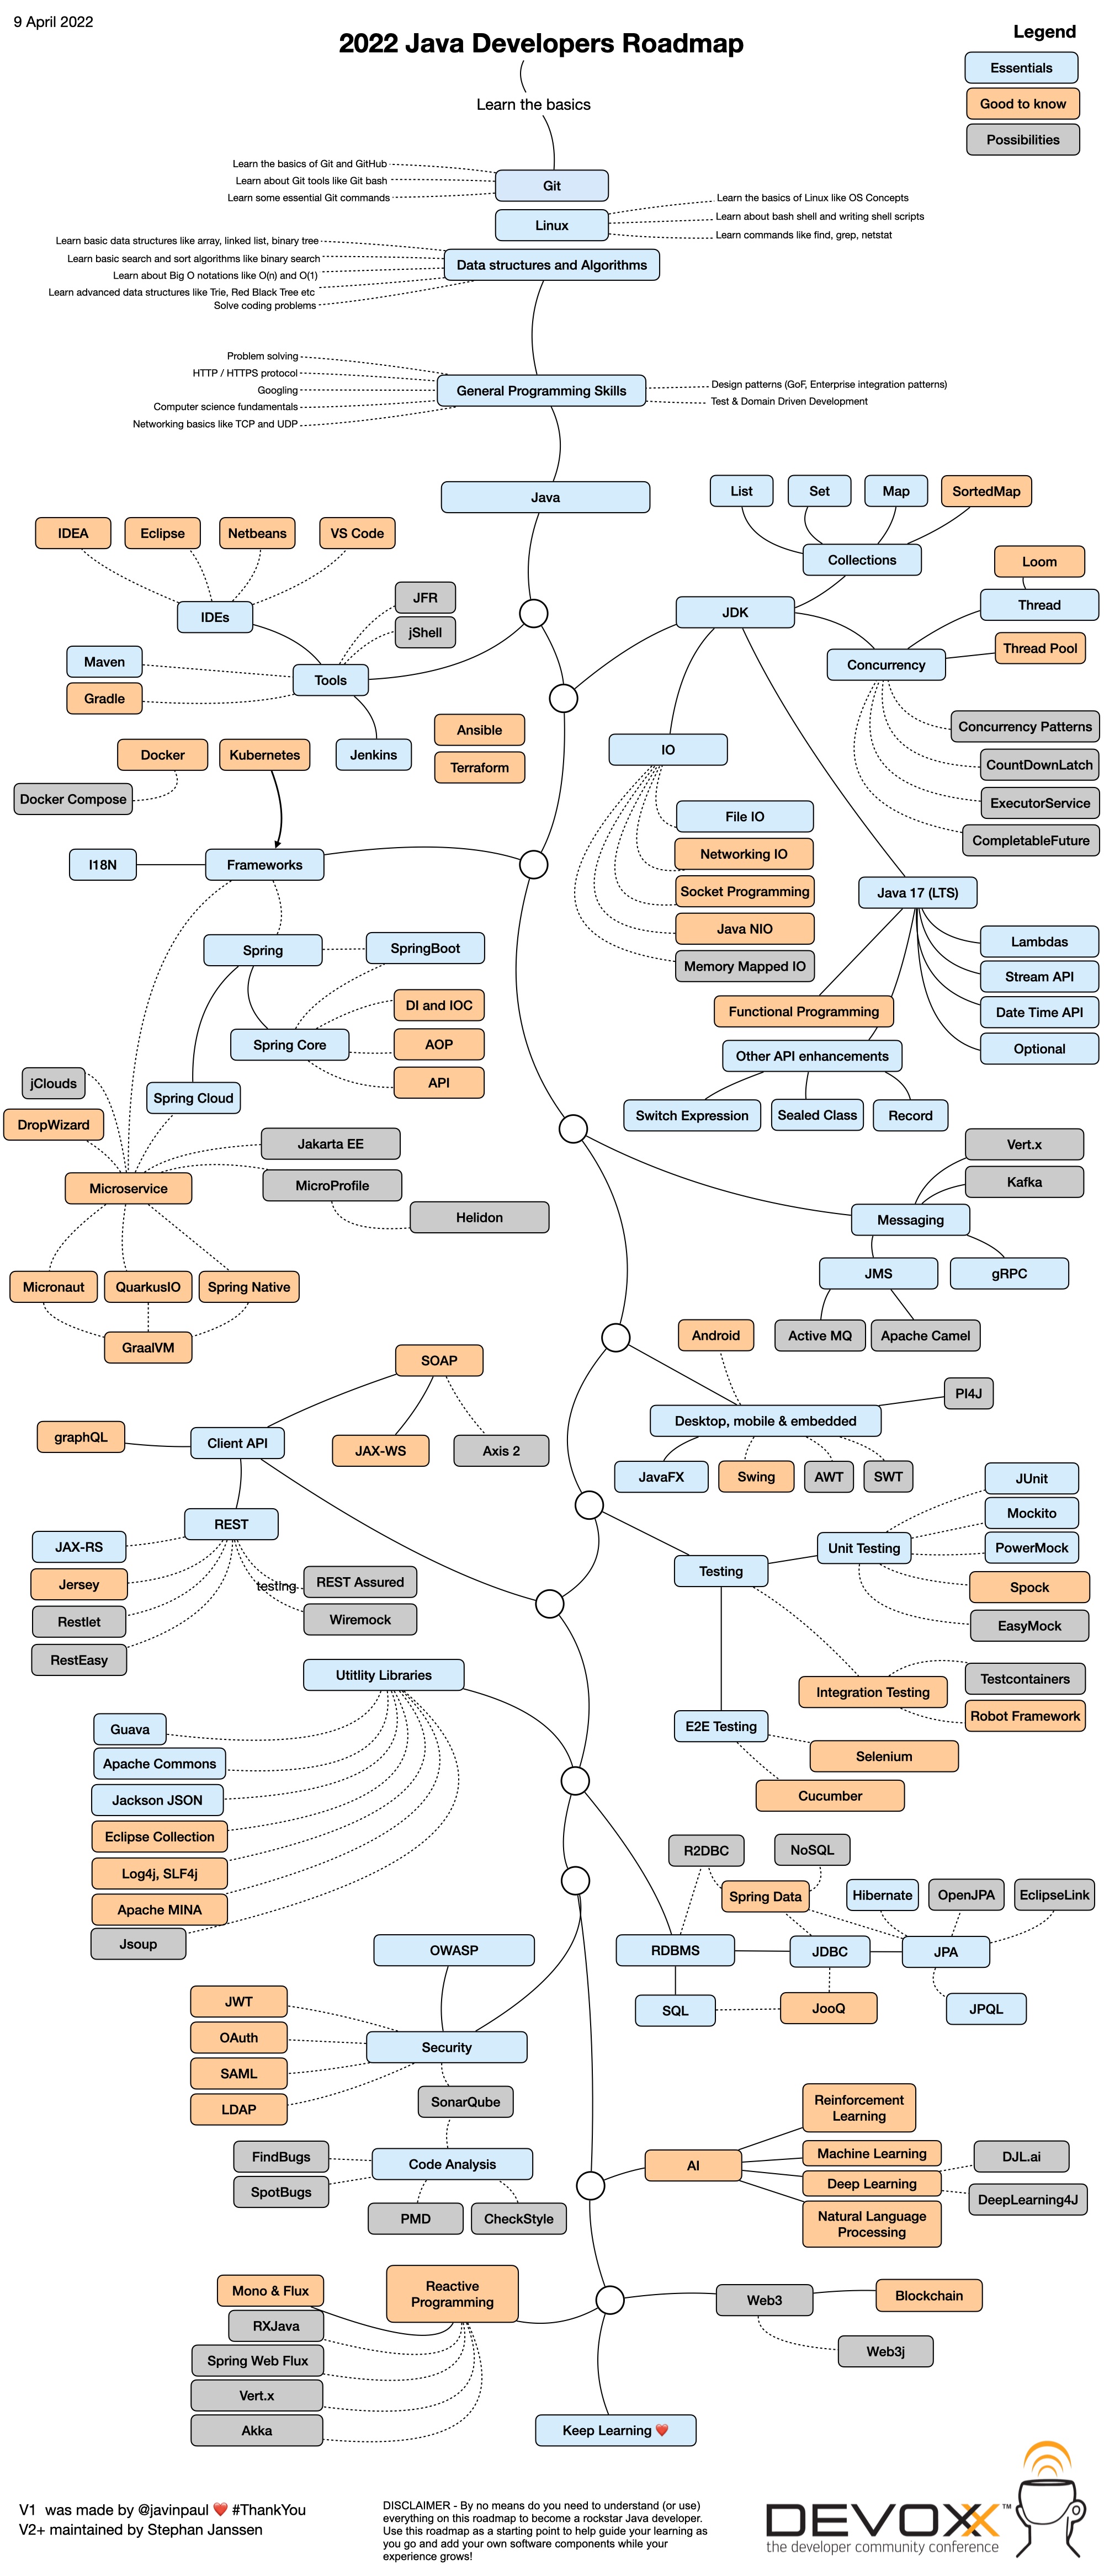 9 April 2022
2022 Java Developers Roadmap
Legend
Essentials
Good to know
Possibilities
Learn the basics
Learn the basics of Git and GitHub
Learn about Git tools like Git bash
Learn some essential Git commands
Git
Linux
Learn the basics of Linux like OS Concepts
Learn about bash shell and writing shell scripts
Learn commands like find, grep, netstat
Learn basic data structures like array, linked list, binary tree
Learn basic search and sort algorithms like binary search
Learn about Big O notations like O(n) and O(1)
Learn advanced data structures like Trie, Red Black Tree etc
Solve coding problems
Data structures and Algorithms
Problem solving
HTTP / HTTPS protocol
Googling
Computer science fundamentals
Networking basics like TCP and UDP
General Programming Skills
Design patterns (GoF, Enterprise integration patterns)
Test & Domain Driven Development
Java
List
Set
Map
SortedMap
Collections
IDEA
Eclipse
Netbeans
VS Code
IDEs
JFR
jShell
Maven
Gradle
Tools
Jenkins
Ansible
Terraform
JDK
Loom
Thread
Thread Pool
Concurrency
Concurrency Patterns
CountDownLatch
ExecutorService
CompletableFuture
IO
File IO
Networking IO
Socket Programming
Java NIO
Memory Mapped IO
Docker
Kubernetes
Docker Compose
I18N
Frameworks
Java 17 (LTS)
Lambdas
Stream API
Date Time API
Optional
Functional Programming
Other API enhancements
Switch Expression
Sealed Class
Record
Spring
SpringBoot
DI and IOC
Spring Core
AOP
API
jClouds
Spring Cloud
DropWizard
Jakarta EE
Microservice
MicroProfile
Helidon
Micronaut
QuarkusIO
Spring Native
GraalVM
Vert.x
Kafka
Messaging
JMS
gRPC
Active MQ
Apache Camel
Android
PI4J
Desktop, mobile & embedded
JavaFX
Swing
AWT
SWT
SOAP
graphQL
Client API
JAX-WS
Axis 2
REST
JAX-RS
Jersey
Restlet
RestEasy
testing
REST Assured
Wiremock
JUnit
Mockito
PowerMock
Unit Testing
Testing
Spock
EasyMock
Testcontainers
Integration Testing
Robot Framework
E2E Testing
Selenium
Cucumber
Utitlity Libraries
Guava
Apache Commons
Jackson JSON
Eclipse Collection
Log4j, SLF4j
Apache MINA
Jsoup
R2DBC
NoSQL
Spring Data
Hibernate
OpenJPA
EclipseLink
RDBMS
JDBC
JPA
SQL
JooQ
JPQL
OWASP
JWT
OAuth
SAML
LDAP
Security
SonarQube
FindBugs
SpotBugs
Code Analysis
PMD
CheckStyle
AI
Reinforcement
Learning
Machine Learning
Deep Learning
Natural Language
Processing
DJL.ai
DeepLearning4J
Mono & Flux
RXJava
Spring Web Flux
Vert.x
Akka
Reactive
Programming
Web3
Blockchain
Web3j
Keep Learning ❤️
V1 was made by @javinpaul ❤️ #ThankYou
V2+ maintained by Stephan Janssen
DISCLAIMER - By no means do you need to understand (or use)
everything on this roadmap to become a rockstar Java developer.
Use this roadmap as a starting point to help guide your learning as
you go and add your own software components while your
experience grows!
DEVOXX™
the developer community conference